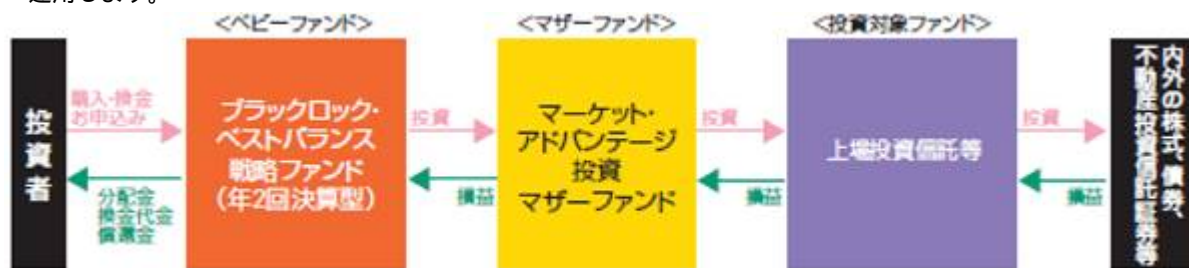 運用します。
<ベビーファンド>
<マザーファンド>
<投資対象ファンド>
投資者
購入・換金
お申込み
分配金
換金代金
償還金
ブラックロック・
ベストバランス
戦略ファンド
(年2回決算型)
投資
損益
マーケット・
アドバンテージ
投資
マザーファンド
投資
損益
上場投資信託等
投資
損益
内外の株式、債券、
不動産投資信託証券等